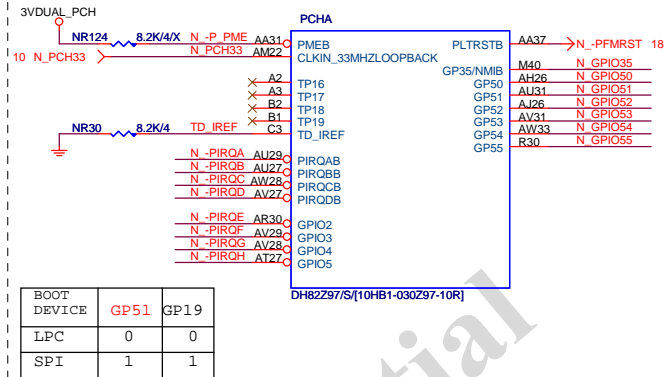 3VDUAL_PCH
PCHA
NR124 8.2K/4/X N_-P_PME AA31 PMEB PLTRSTB AA37 N_-PFMRST 18
10 N_PCH33 N_PCH33 AM22 CLKIN_33MHZLOOPBACK
GP35/NMIB M40 N_GPIO35
A2 TP16 GP50 AH26 N_GPIO50
A3 TP17 GP51 AU31 N_GPIO51
B2 TP18 GP52 AJ26 N_GPIO52
B1 TP19 GP53 AV31 N_GPIO53
NR30 8.2K/4 TD_IREF C3 TD_IREF GP54 AW33 N_GPIO54
GP55 R30 N_GPIO55
N_-PIRQA AU29 PIRQAB
N_-PIRQB AU27 PIRQBB
N_-PIRQC AW28 PIRQCB
N_-PIRQD AV27 PIRQDB
N_-PIRQE AR30 GPIO2
N_-PIRQF AV29 GPIO3
N_-PIRQG AV28 GPIO4
N_-PIRQH AT27 GPIO5
DH82Z97/S/[10HB1-030Z97-10R]
BOOT DEVICE GP51 GP19
LPC 0 0
SPI 1 1